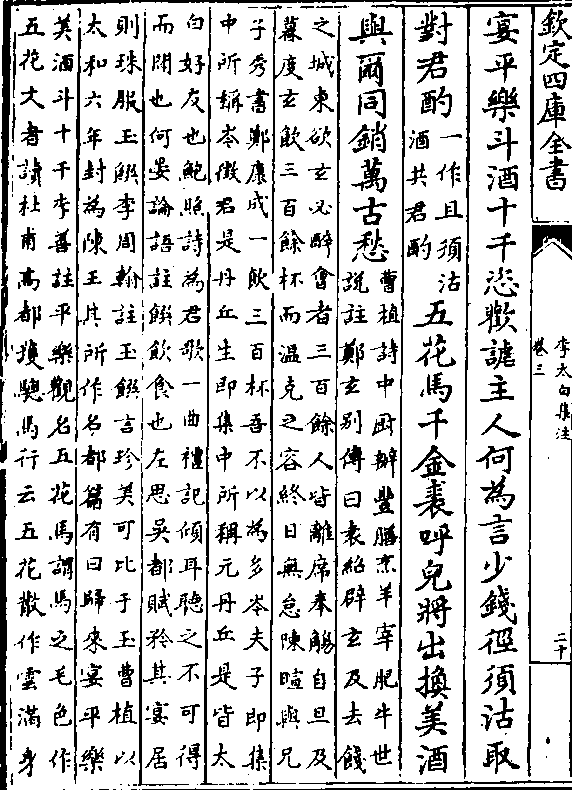 欽定四庫全書
李太白集注
卷三
二十
宴平樂斗酒十千恣歡謔主人何為言少錢徑須沽取
對君酌一作且須沽
酒共君酌五花馬千金裘呼兒將出換美酒
與爾同銷萬古愁曹植詩中厨辦豐膳烹羊宰肥牛世
說註鄭玄别傳曰袁紹辟玄及去餞
之城東欲玄必醉會者三百餘人皆離席奉觴自旦及
暮度玄飲三百餘杯而温克之容終日無怠陳暄與兄
子秀書鄭康成一飲三百杯吾不以為多岑夫子即集
中所稱岑徵君是丹丘生即集中所稱元丹丘是皆太
白好友也鮑照詩為君歌一曲禮記傾耳聽之不可得
而聞也何晏論語註饌飲食也左思吳都賦矜其宴居
則珠服玉饌李周翰註玉饌言珍美可比于玉曹植以
太和六年封為陳王其所作名都篇有曰歸來宴平樂
美酒斗十千李善註平樂觀名五花馬謂馬之毛色作
五花文者讀杜甫高都護驄馬行云五花散作雲滿身